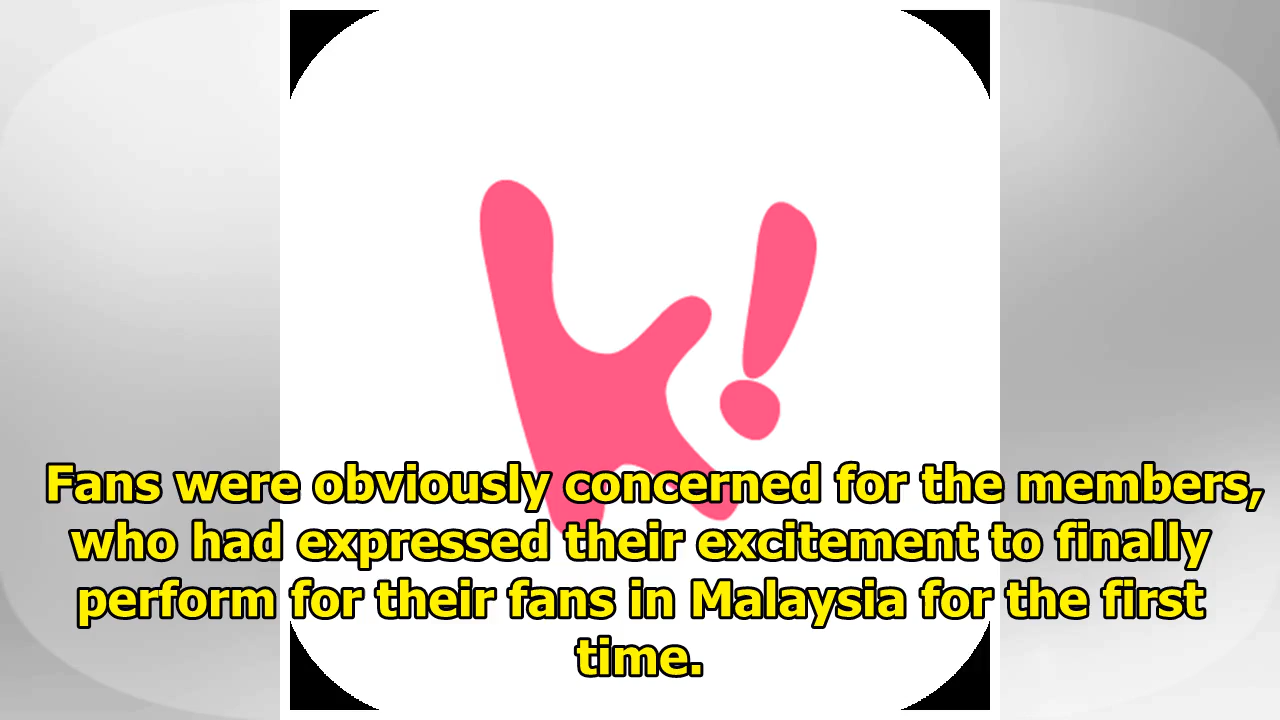 k!
Fans were obviously concerned for the members,
who had expressed their excitement to finally
perform for their fans in Malaysia for the first
time.